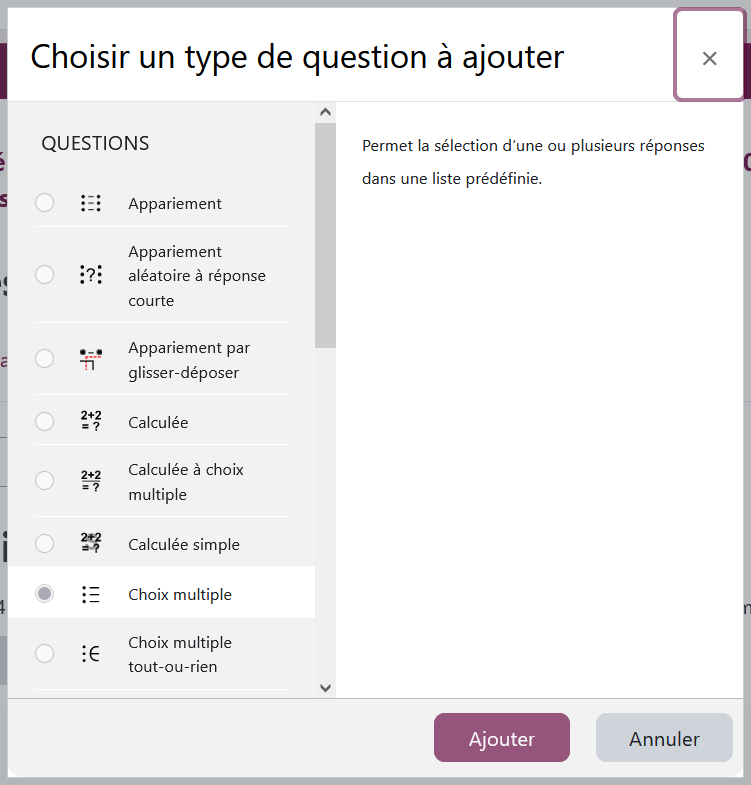 Choisir un type de question à ajouter
QUESTIONS
Appariement
Appariement
aléatoire à réponse
courte
Appariement par
glisser-déposer
2+2
= ?
Calculée
2+2
= ?
Calculée à choix
multiple
2+2
= ?
Calculée simple
Choix multiple
Choix multiple
tout-ou-rien
Permet la sélection d’une ou plusieurs réponses
dans une liste prédéfinie.
Ajouter
Annuler